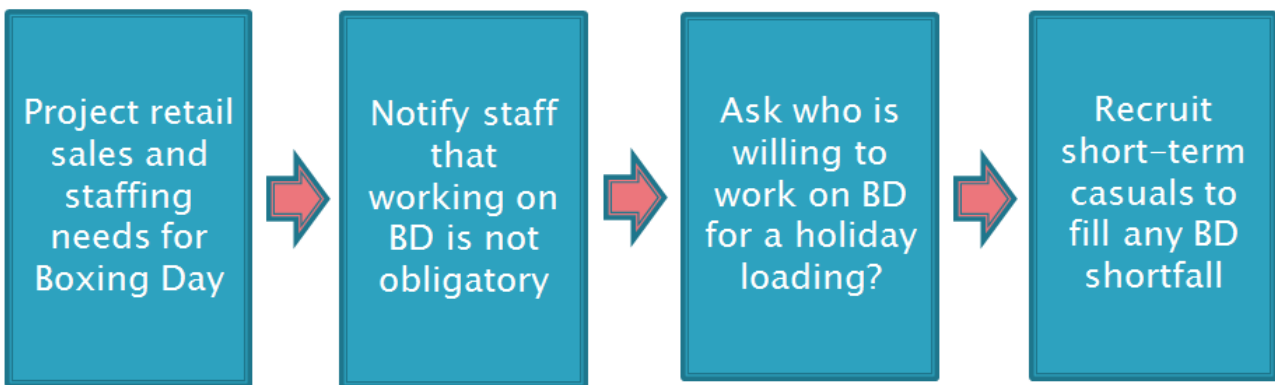 Project retail
sales and
staffing
needs for
Boxing Day
Notify staff
that
working on
BD is not
obligatory
Ask who is
willing to
work on BD
for a holiday
loading?
Recruit
short-term
casuals to
fill any BD
shortfall